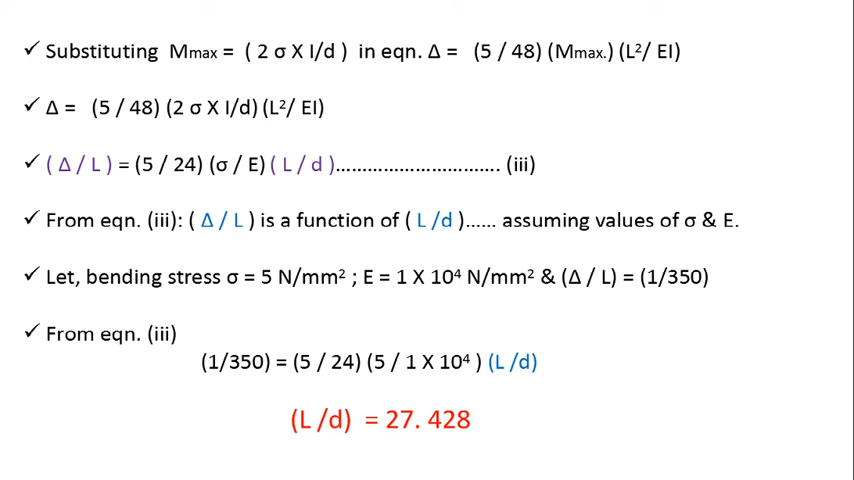 ✓ Substituting Mmax = ( 2 σ X I/d ) in eqn. Δ = (5 / 48) (Mmax.) (L²/ EI)
✓ Δ = (5 / 48) (2 σ X I/d) (L²/ EI)
✓ ( Δ / L ) = (5 / 24) (σ / E) ( L / d )................................ (iii)
✓ From eqn. (iii): ( Δ / L ) is a function of ( L /d )...... assuming values of σ & E.
✓ Let, bending stress σ = 5 N/mm² ; E = 1 X 10⁴ N/mm² & (Δ / L) = (1/350)
✓ From eqn. (iii)
(1/350) = (5 / 24) (5 / 1 X 10⁴ ) (L /d)
(L /d) = 27. 428